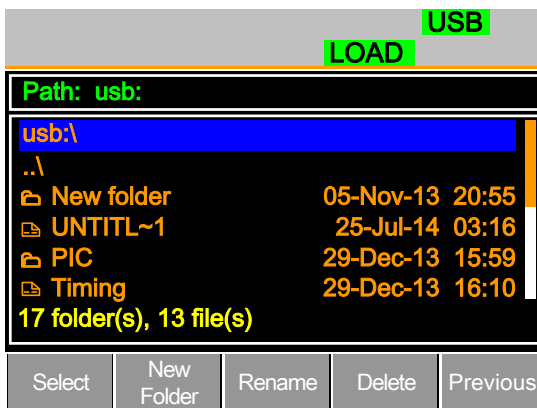 USB
LOAD
Path: usb:
usb:\
..\
New folder 05-Nov-13 20:55
UNTITL~1 25-Jul-14 03:16
PIC 29-Dec-13 15:59
Timing 29-Dec-13 16:10
17 folder(s), 13 file(s)
Select New Folder Rename Delete Previous